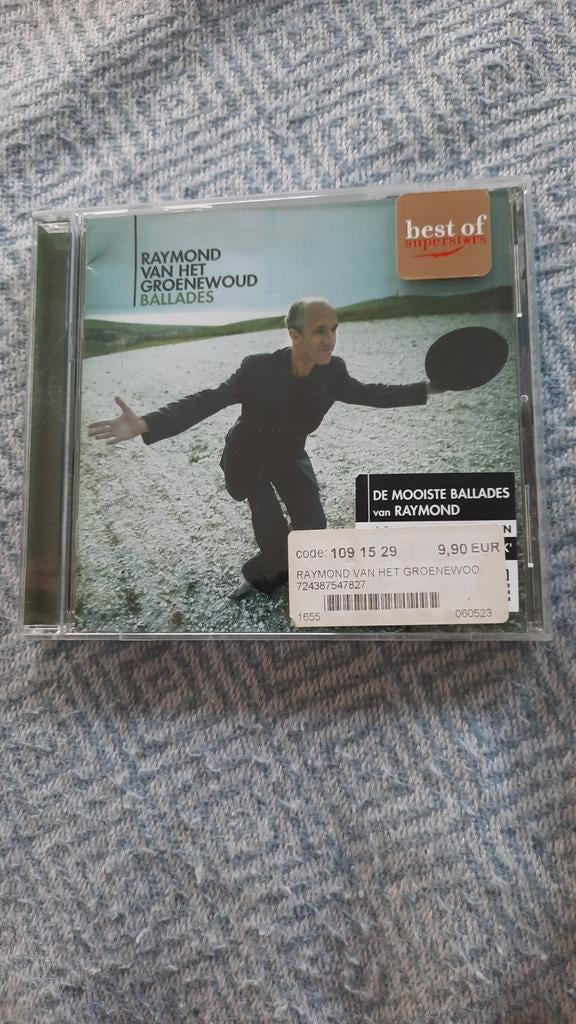 RAYMOND
VAN HET
GROENEWOUD
BALLADES
best of
superstars
DE MOOISTE BALLADES
van RAYMOND
code: 109 15 29 9,90 EUR
RAYMOND VAN HET GROENEWOO
724387547827
1655 060523